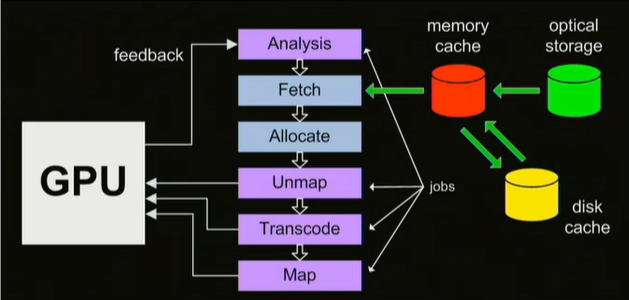 feedback
GPU
Analysis
Fetch
Allocate
Unmap
Transcode
Map
jobs
memory
cache
optical
storage
disk
cache